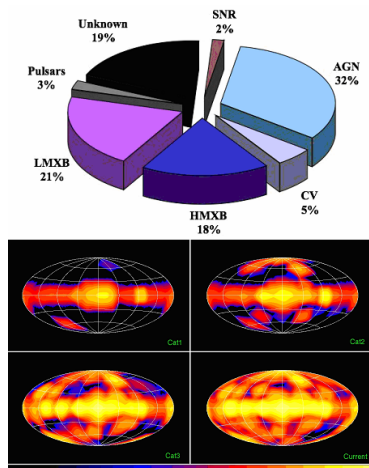 SNR
2%
Unknown
19%
AGN
32%
Pulsars
3%
LMXB
21%
CV
5%
HMXB
18%
Cat1
Cat2
Cat3
Current